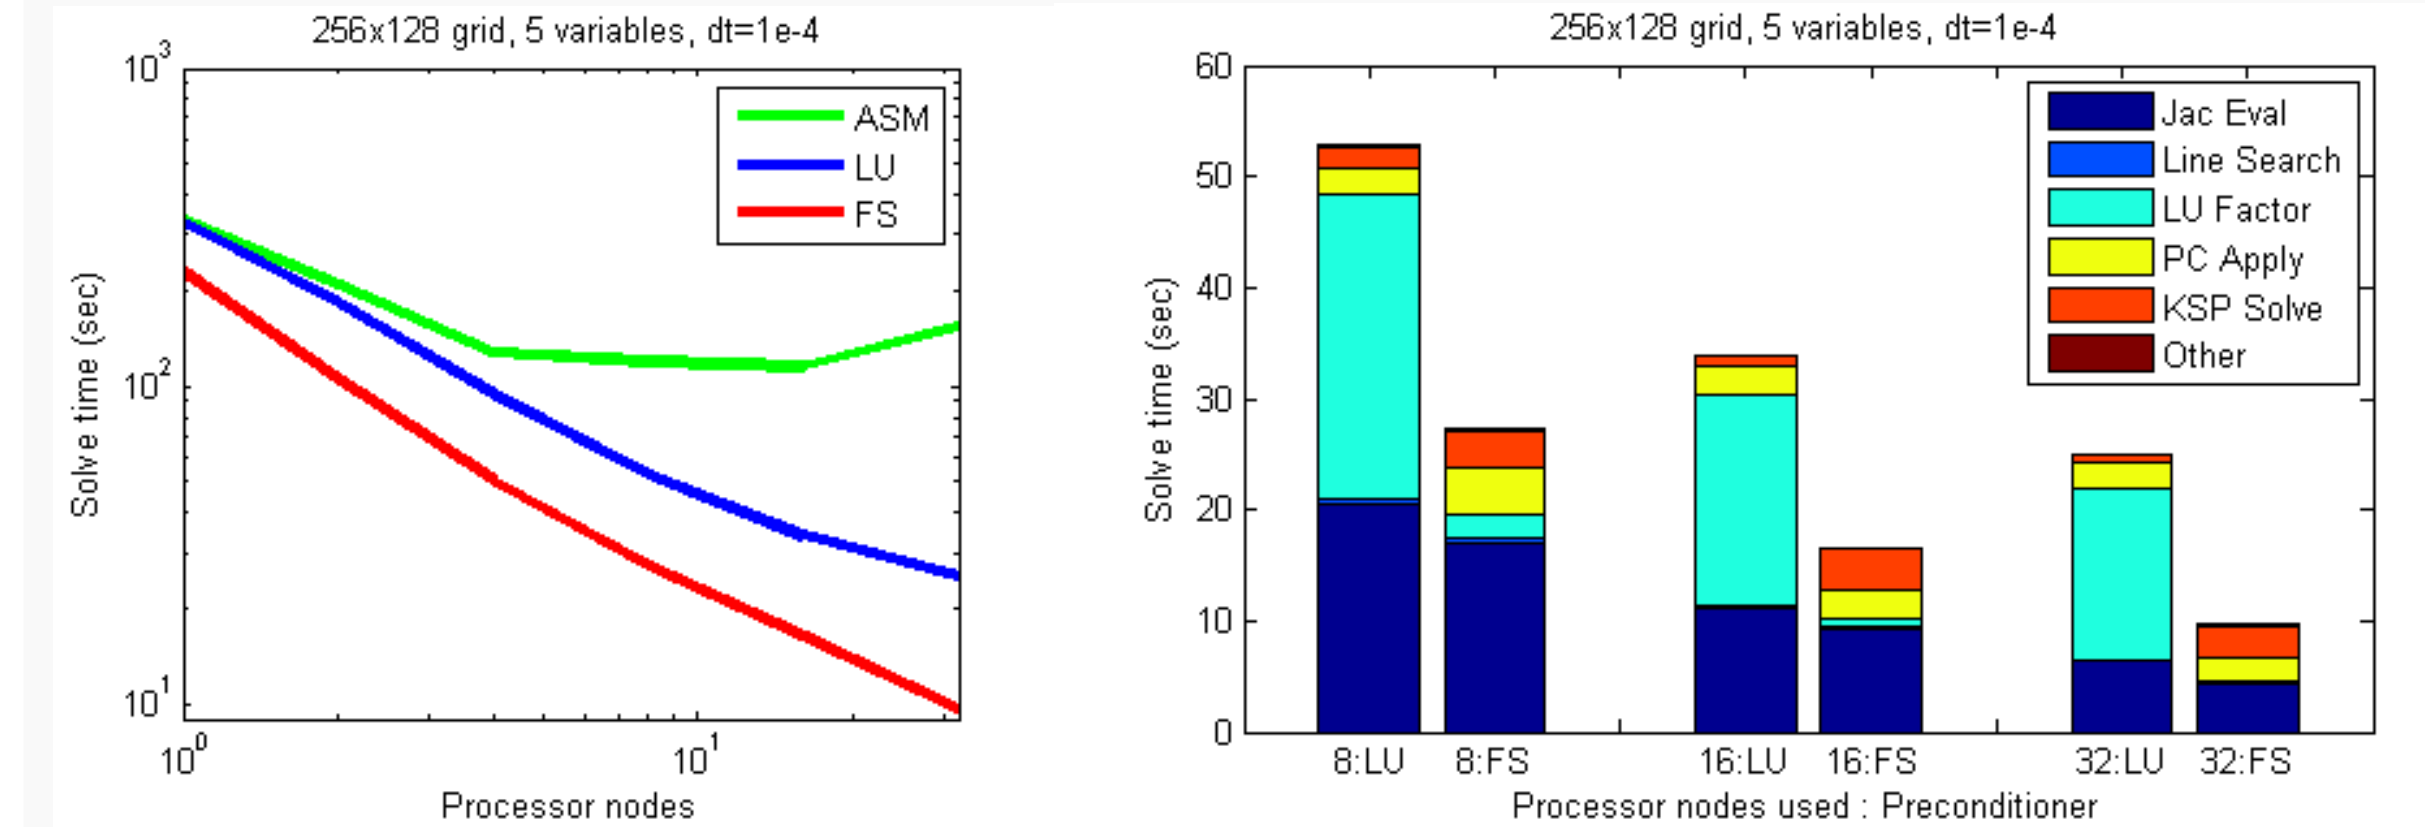 256x128 grid, 5 variables, dt=1e-4
10^3
10^2
10^1
Solve time (sec)
ASM
LU
FS
10^0
10^1
Processor nodes
256x128 grid, 5 variables, dt=1e-4
60
50
40
30
20
10
0
Solve time (sec)
Jac Eval
Line Search
LU Factor
PC Apply
KSP Solve
Other
8:LU 8:FS 16:LU 16:FS 32:LU 32:FS
Processor nodes used : Preconditioner